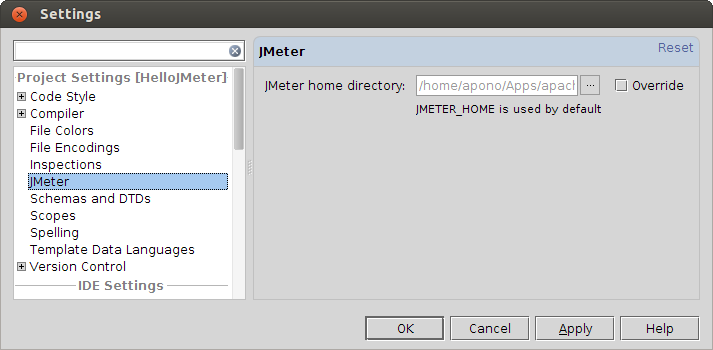 Settings
Project Settings [HelloJMeter]
Code Style
Compiler
File Colors
File Encodings
Inspections
JMeter
Schemas and DTDs
Scopes
Spelling
Template Data Languages
Version Control
IDE Settings
JMeter
Reset
JMeter home directory: /home/apono/Apps/apach ... Override
JMETER_HOME is used by default
OK Cancel Apply Help